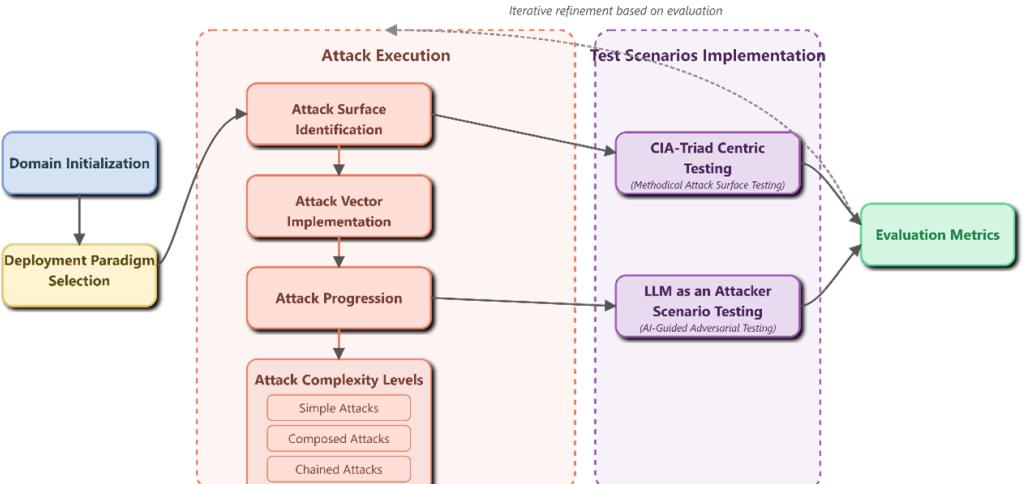 Iterative refinement based on evaluation
Attack Execution
Test Scenarios Implementation
Domain Initialization
Deployment Paradigm
Selection
Attack Surface
Identification
Attack Vector
Implementation
Attack Progression
Attack Complexity Levels
Simple Attacks
Composed Attacks
Chained Attacks
CIA-Triad Centric
Testing
(Methodical Attack Surface Testing)
LLM as an Attacker
Scenario Testing
(AI-Guided Adversarial Testing)
Evaluation Metrics